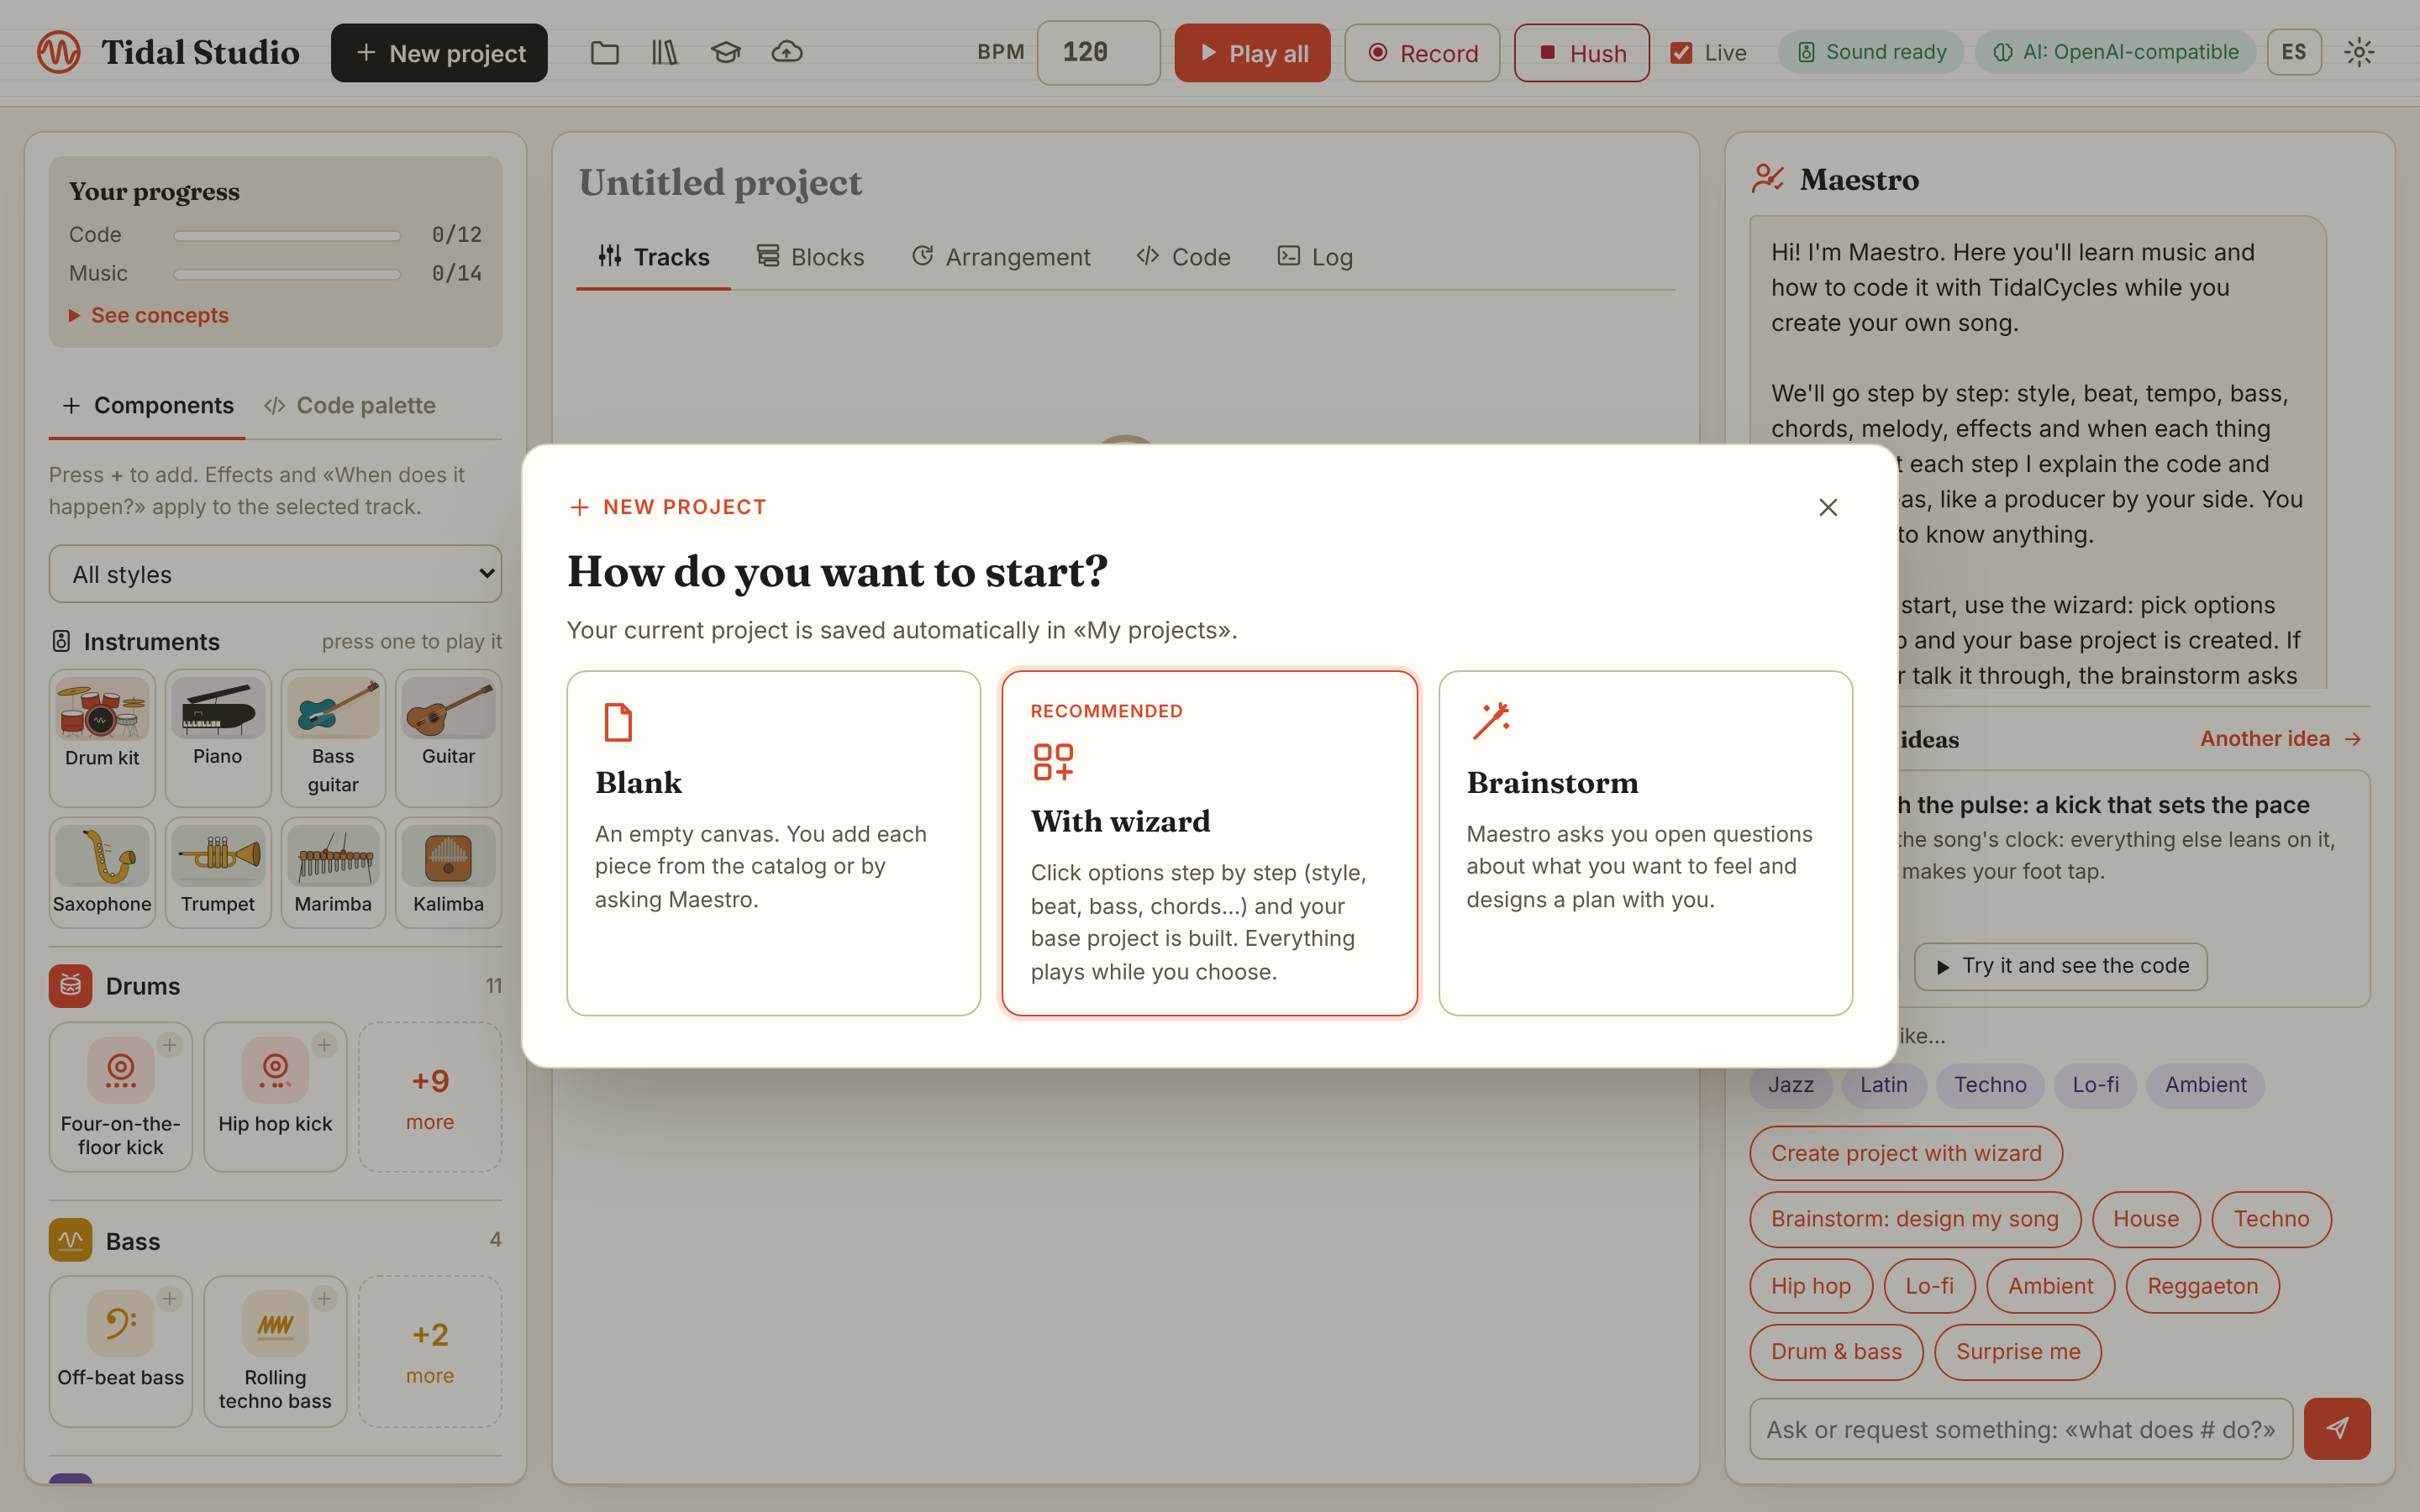 Tidal Studio
+ New project
BPM
120
Play all
Record
Hush
Live
Sound ready
AI: OpenAI-compatible
ES
Your progress
Code
0/12
Music
0/14
See concepts
Components
Code palette
Press + to add. Effects and «When does it
happen?» apply to the selected track.
All styles
Instruments
press one to play it
Drum kit
Piano
Bass
guitar
Guitar
Saxophone
Trumpet
Marimba
Kalimba
Drums
11
Four-on-the-
floor kick
Hip hop kick
+9
more
Bass
4
Off-beat bass
Rolling
techno bass
+2
more
Untitled project
Tracks
Blocks
Arrangement
Code
Log
NEW PROJECT
How do you want to start?
Your current project is saved automatically in «My projects».
Blank
An empty canvas. You add each
piece from the catalog or by
asking Maestro.
RECOMMENDED
With wizard
Click options step by step (style,
beat, bass, chords...) and your
base project is built. Everything
plays while you choose.
Brainstorm
Maestro asks you open questions
about what you want to feel and
designs a plan with you.
Maestro
Hi! I'm Maestro. Here you'll learn music and
how to code it with TidalCycles while you
create your own song.
We'll go step by step: style, beat, tempo, bass,
chords, melody, effects and when each thing
each step I explain the code and
like a producer by your side. You
to know anything.
start, use the wizard: pick options
and your base project is created. If
talk it through, the brainstorm asks
ideas
Another idea
the pulse: a kick that sets the pace
the song's clock: everything else leans on it,
makes your foot tap.
Try it and see the code
Jazz
Latin
Techno
Lo-fi
Ambient
Create project with wizard
Brainstorm: design my song
House
Techno
Hip hop
Lo-fi
Ambient
Reggaeton
Drum & bass
Surprise me
Ask or request something: «what does # do?»